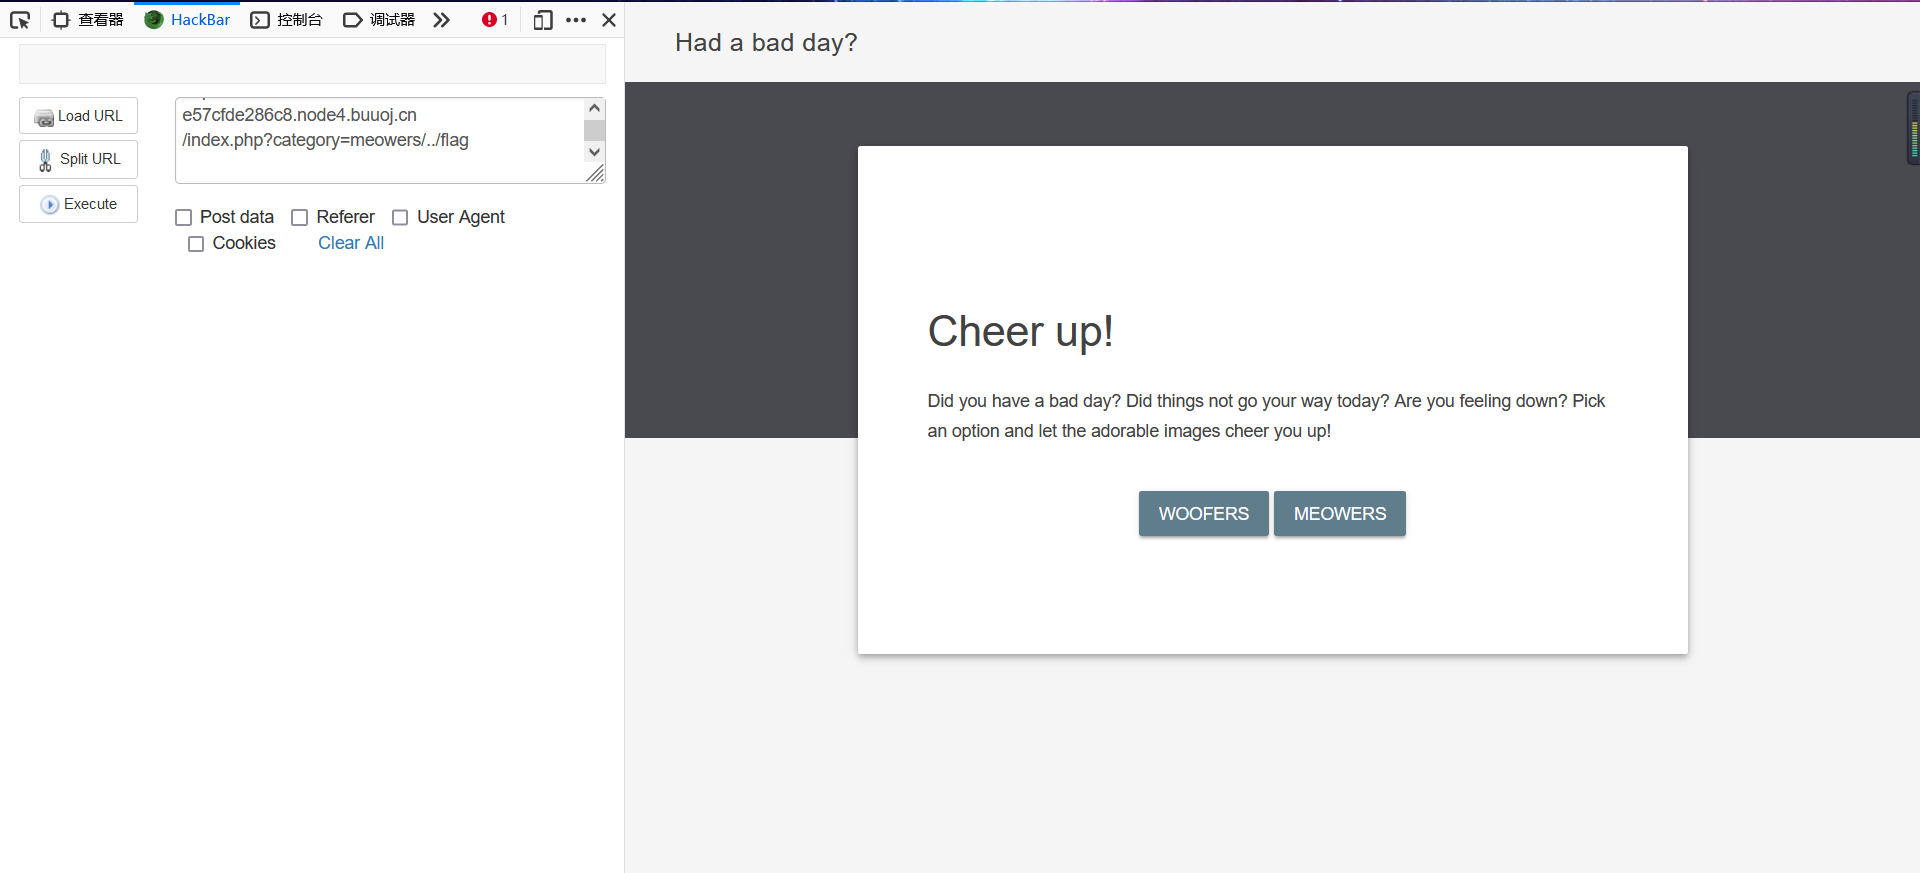 查看器 HackBar 控制台 调试器 1
Load URL
Split URL
Execute
e57cfde286c8.node4.buuoj.cn
/index.php?category=meowers/../flag
Post data Referer User Agent
Cookies Clear All
Had a bad day?
Cheer up!
Did you have a bad day? Did things not go your way today? Are you feeling down? Pick
an option and let the adorable images cheer you up!
WOOFERS MEOWERS